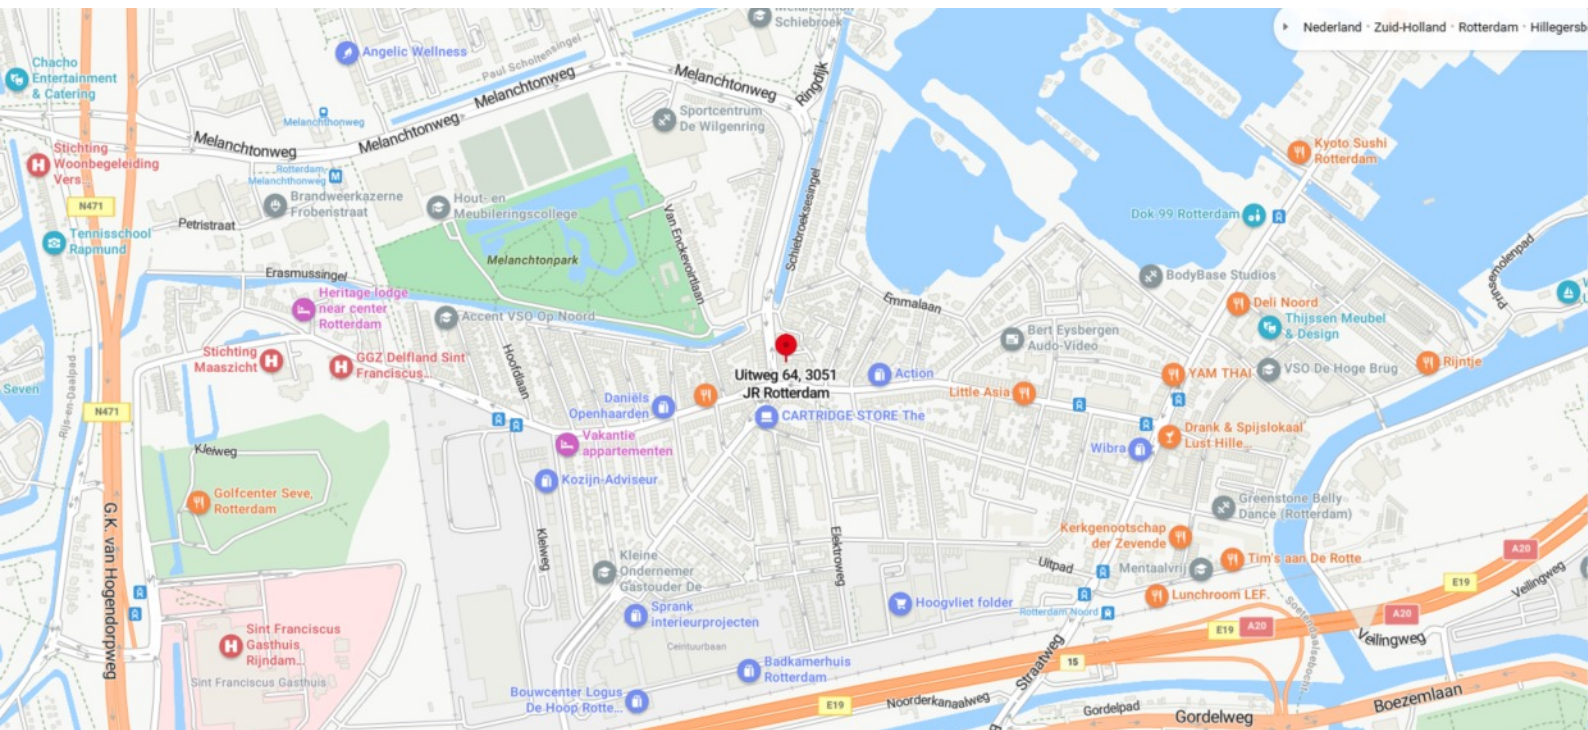 Melanchthon
Schiebroek
Nederland · Zuid-Holland · Rotterdam · Hillegersb
Angelic Wellness
Chacho
Entertainment
& Catering
Paul Scholtensingel
Melanchtonweg
Melanchtonweg
Ringdijk
Melanchthonweg
Sportcentrum
De Wilgenring
Melanchtonweg
Melanchtonweg
Stichting
Woonbegeleiding
Vers...
Kyoto Sushi
Rotterdam
Rotterdam,
Melanchthonweg
M
N471
Brandweerkazerne
Frobenstraat
Hout- en
Meubileringscollege
Petristraat
Schiebroeksesingel
Van Enckevoirtlaan
Dok 99 Rotterdam
Tennisschool
Rapmund
Melanchtonpark
Prinsemolenpad
Erasmussingel
BodyBase Studios
Heritage lodge
near center
Rotterdam
Emmalaan
Deli Noord
Accent VSO Op Noord
Bert Eysbergen
Audo-Video
Thijssen Meubel
& Design
Stichting
Maaszicht
GGZ Delfland Sint
Franciscus...
Hoofdlaan
Uitweg 64, 3051
JR Rotterdam
Action
YAM THAI
VSO De Hoge Brug
Rijntje
Seven
Rijs-en-Daalpad
N471
Daniëls
Openhaarden
Little Asia
CARTRIDGE STORE The
Vakantie
appartementen
Drank & Spijslokaal
Lust Hille...
Wibra
Kleiweg
Kozijn-Adviseur
Golfcenter Seve,
Rotterdam
Greenstone Belly
Dance (Rotterdam)
G.K. van Hogendorpweg
Kleiweg
Elektroweg
Kerkgenootschap
der Zevende
Kleine
Ondernemer
Gastouder De
Uitpad
Mentaalvrij
Tim's aan De Rotte
A20
E19
Veilingweg
Lunchroom LEF.
Hoogvliet folder
Rotterdam Noord
Sprank
interieurprojecten
A20
E19
A20
Veilingweg
Sint Franciscus
Gasthuis
Rijndam...
Sint Franciscus Gasthuis
Ceintuurbaan
Badkamerhuis
Rotterdam
Straatweg
15
Bouwcenter Logus
De Hoop Rotte...
E19
Noorderkanaalweg
Gordelpad
Gordelweg
Boezemlaan